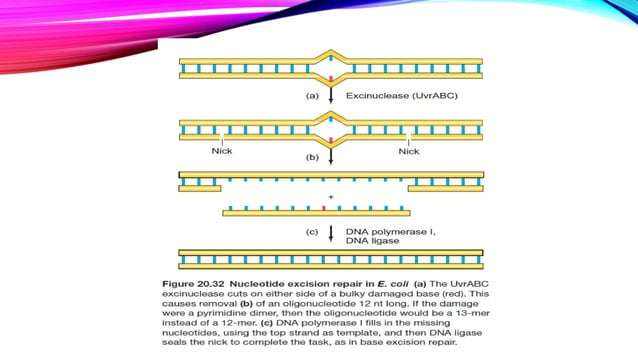 (a) Excinuclease (UvrABC)
Nick Nick
(b)
+
(c) DNA polymerase I,
DNA ligase
Figure 20.32 Nucleotide excision repair in E. coli (a) The UvrABC
excinuclease cuts on either side of a bulky damaged base (red). This
causes removal (b) of an oligonucleotide 12 nt long. If the damage
were a pyrimidine dimer, then the oligonucleotide would be a 13-mer
instead of a 12-mer. (c) DNA polymerase I fills in the missing
nucleotides, using the top strand as template, and then DNA ligase
seals the nick to complete the task, as in base excision repair.